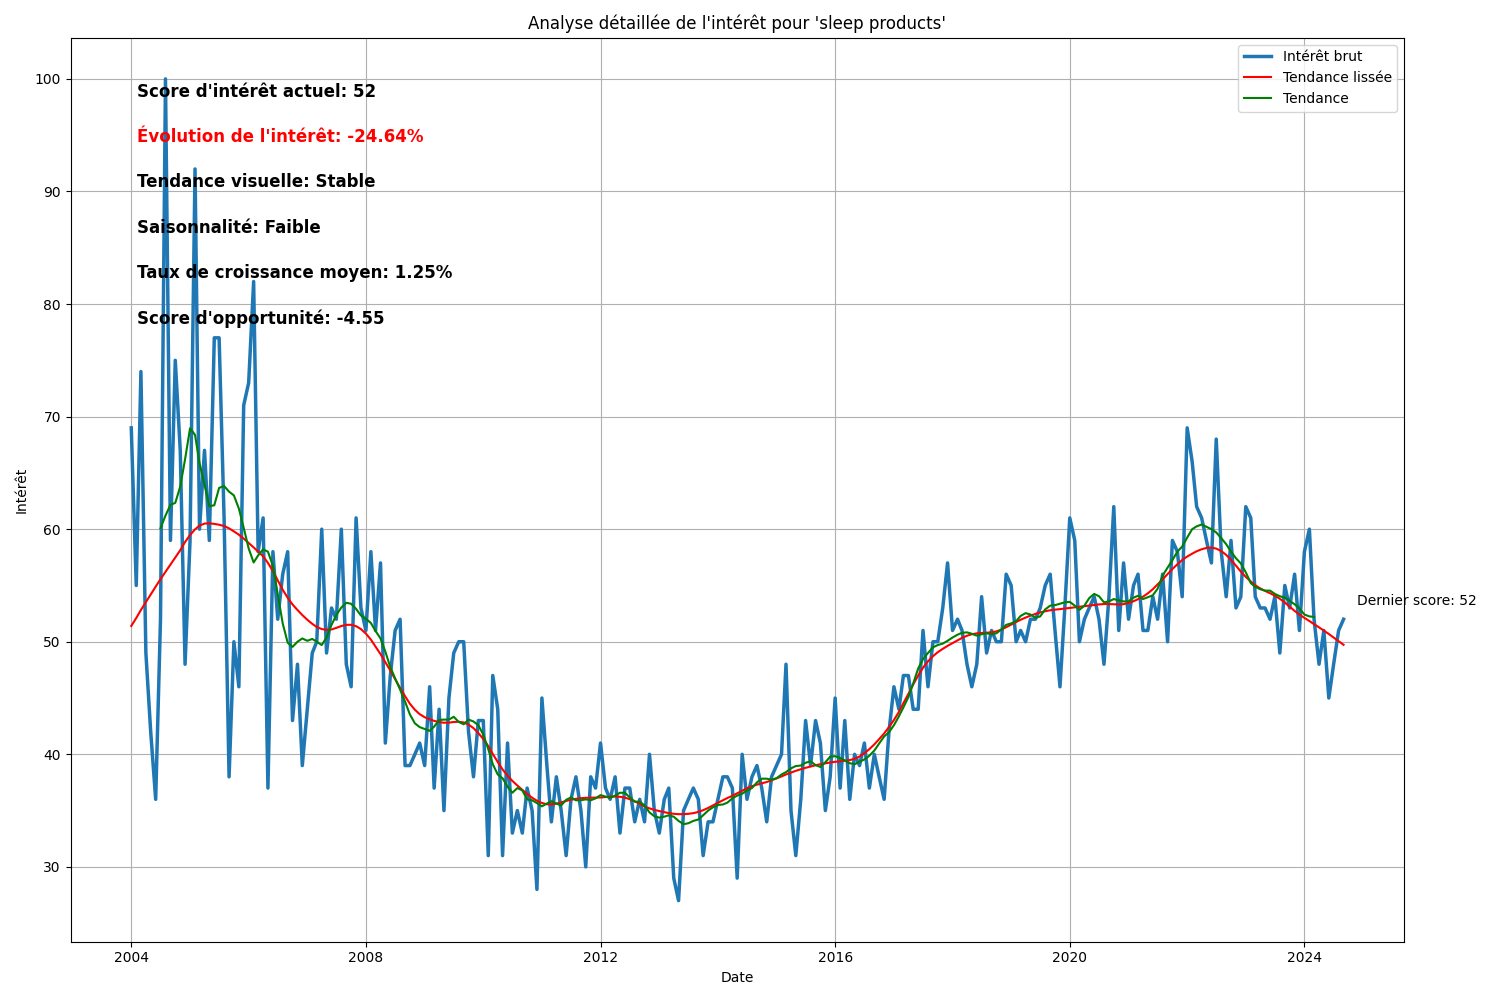 Analyse détaillée de l'intérêt pour 'sleep products'
Intérêt brut
Tendance lissée
Tendance
Score d'intérêt actuel: 52
Évolution de l'intérêt: -24.64%
Tendance visuelle: Stable
Saisonnalité: Faible
Taux de croissance moyen: 1.25%
Score d'opportunité: -4.55
Dernier score: 52
Intérêt
100
90
80
70
60
50
40
30
2004
2008
2012
2016
2020
2024
Date